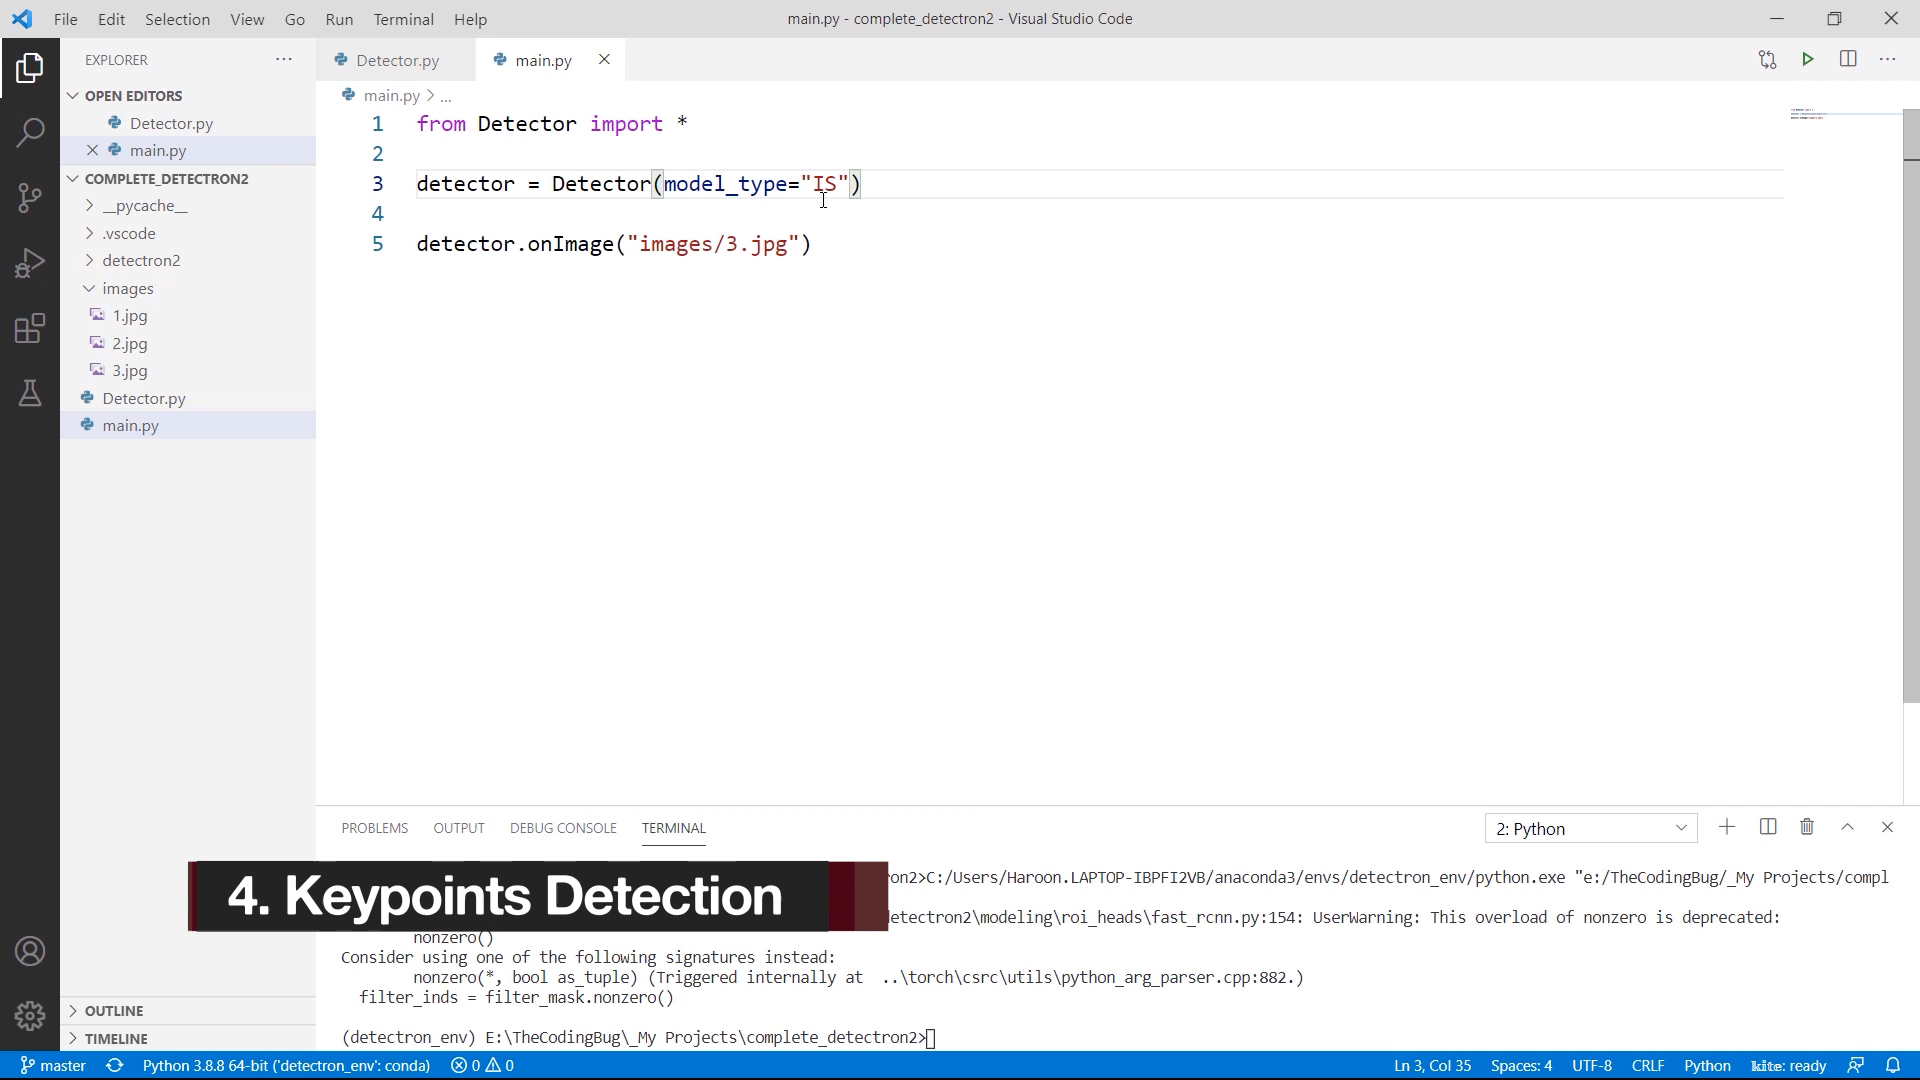 File Edit Selection View Go Run Terminal Help
main.py - complete_detectron2 - Visual Studio Code
EXPLORER
OPEN EDITORS
Detector.py
main.py
COMPLETE_DETECTRON2
__pycache__
.vscode
detectron2
images
1.jpg
2.jpg
3.jpg
Detector.py
main.py
OUTLINE
TIMELINE
Detector.py
main.py
main.py > ...
1 from Detector import *
2
3 detector = Detector(model_type="IS")
4
5 detector.onImage("images/3.jpg")
PROBLEMS OUTPUT DEBUG CONSOLE TERMINAL
2: Python
4. Keypoints Detection
on2>C:/Users/Haroon.LAPTOP-IBPFI2VB/anaconda3/envs/detectron_env/python.exe "e:/TheCodingBug/_My Projects/compl
etectron2\modeling\roi_heads\fast_rcnn.py:154: UserWarning: This overload of nonzero is deprecated:
nonzero()
Consider using one of the following signatures instead:
nonzero(*, bool as_tuple) (Triggered internally at ..\torch\csrc\utils\python_arg_parser.cpp:882.)
filter_inds = filter_mask.nonzero()
(detectron_env) E:\TheCodingBug\_My Projects\complete_detectron2>
master
Python 3.8.8 64-bit ('detectron_env': conda)
0 0
Ln 3, Col 35
Spaces: 4
UTF-8
CRLF
Python
kite: ready